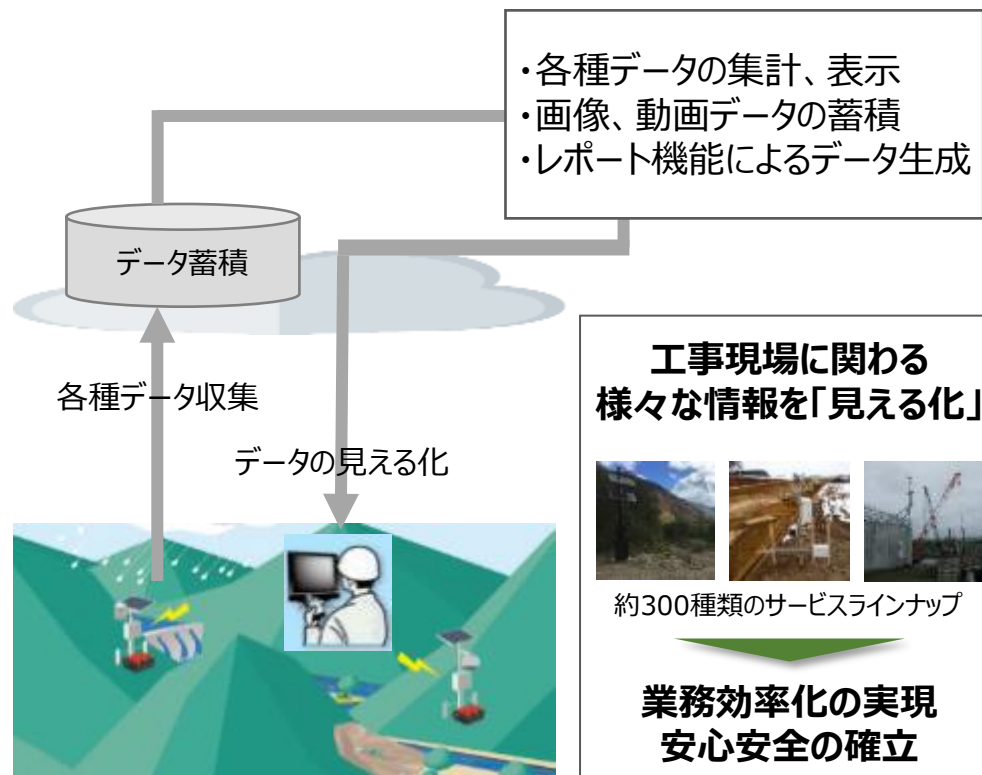 ・各種データの集計、表示
・画像、動画データの蓄積
・レポート機能によるデータ生成
データ蓄積
各種データ収集
データの見える化
工事現場に関わる
様々な情報を「見える化」
約300種類のサービスラインナップ
業務効率化の実現
安心安全の確立